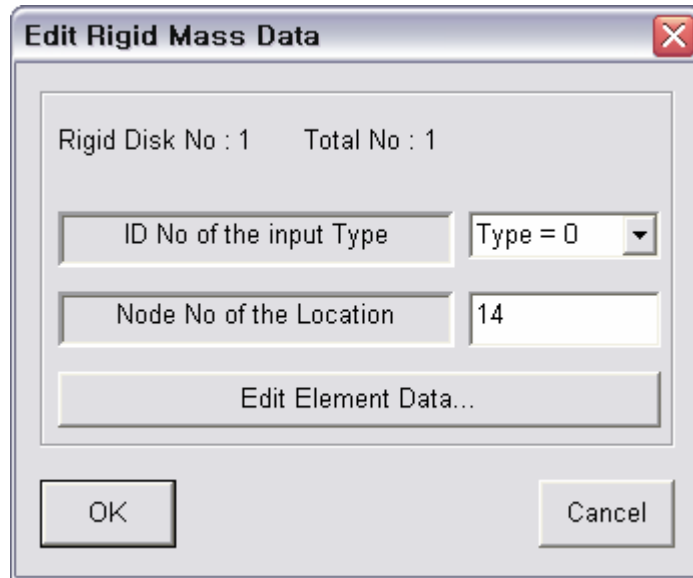 Edit Rigid Mass Data
Rigid Disk No : 1 Total No : 1
ID No of the input Type Type = 0
Node No of the Location 14
Edit Element Data...
OK Cancel